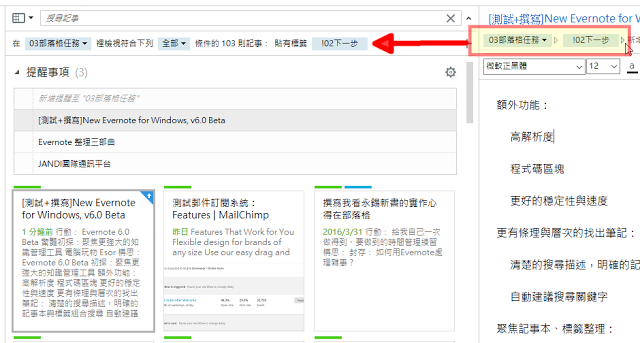 搜尋記事
在 03部落格任務 裡檢視符合下列 全部 條件的 103 則記事： 貼有標籤 !02下一步
提醒事項 (3)
新增提醒至 "03部落格任務"
[測試+撰寫]New Evernote for Windows, v6.0 Beta
Evernote 整理三部曲
JANDI團隊通訊平台
[測試+撰寫]New Evernote for Windows, v6.0 Beta
1 分鐘前 行動： Evernote 6.0
Beta 驚豔初探：聚焦更強大的知
識管理工具 電腦玩物 Esor 構思：
Evernote 6.0 Beta 初探：聚焦更
強大的知識管理工具 額外功能：
高解析度 程式碼區塊 更好的穩定
性與速度 更有條理與層次的找出
筆記： 清楚的搜尋描述，明確的
記事本與標籤組合搜尋 自動建議
測試郵件訂閱系統：
Features | MailChimp
昨日 Features That Work for You
Flexible design for brands of
any size Use our easy drag and
撰寫我看永錫新書的實作心
得在部落格
2016/3/31 行動： 給我自己一次
做得到、要做到的時間管理練習
構思： 封存： 如何用Evernote處
理雜事？
[測試+撰寫]New Evernote for W
03部落格任務 !02下一步
微軟正黑體 12 a
額外功能：
高解析度
程式碼區塊
更好的穩定性與速度
更有條理與層次的找出筆記：
清楚的搜尋描述，明確的記
自動建議搜尋關鍵字
聚焦記事本、標籤整理：